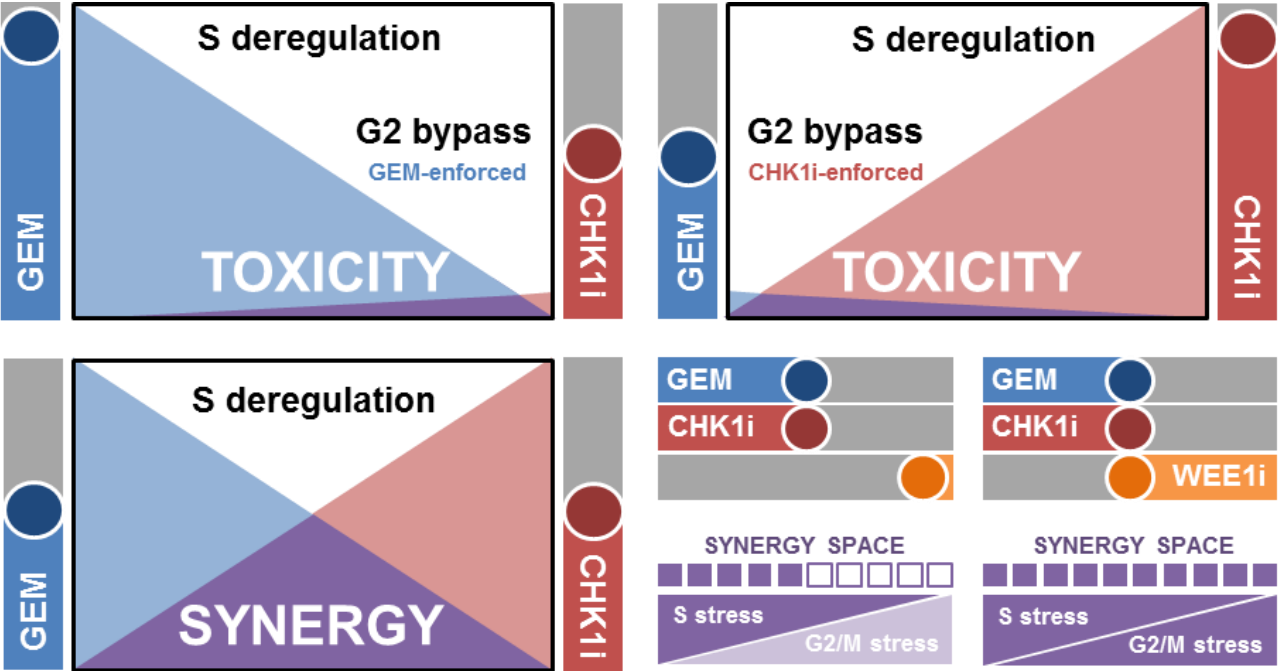 GEM
S deregulation
G2 bypass
GEM-enforced
TOXICITY
CHK1i
GEM
S deregulation
G2 bypass
CHK1i-enforced
TOXICITY
CHK1i
GEM
S deregulation
SYNERGY
CHK1i
GEM
CHK1i
SYNERGY SPACE
S stress
G2/M stress
GEM
CHK1i
WEE1i
SYNERGY SPACE
S stress
G2/M stress